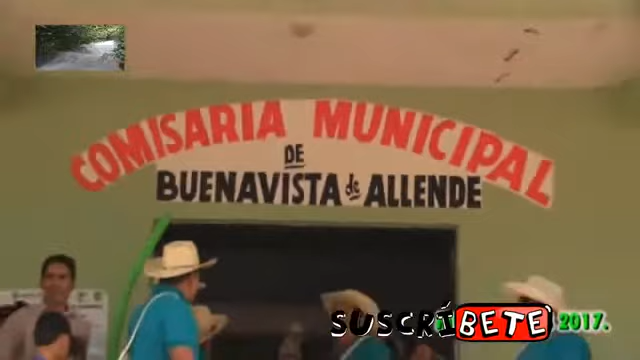 COMISARIA MUNICIPAL
DE
BUENAVISTA de ALLENDE
SUSCRÍBETE
2017.